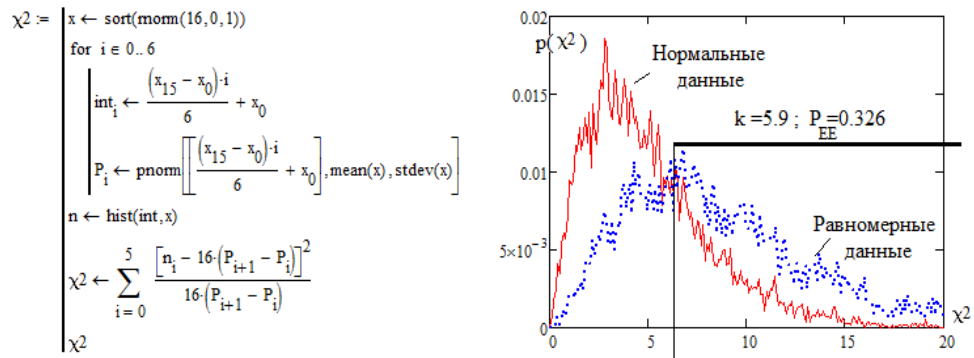 χ2 := x ← sort(rnorm(16,0,1))
for i ∈ 0..6
int_i ← (x_15 − x_0)·i / 6 + x_0
P_i ← pnorm[[(x_15 − x_0)·i / 6 + x_0], mean(x), stdev(x)]
n ← hist(int,x)
χ2 ← ∑_{i = 0}^{5} [n_i − 16·(P_{i+1} − P_i)]^2 / 16·(P_{i+1} − P_i)
χ2
p(χ2)
0.02
0.015
0.01
5×10^{-3}
0
Нормальные
данные
k =5.9 ; P_EE=0.326
Равномерные
данные
0 5 10 15 20
χ2